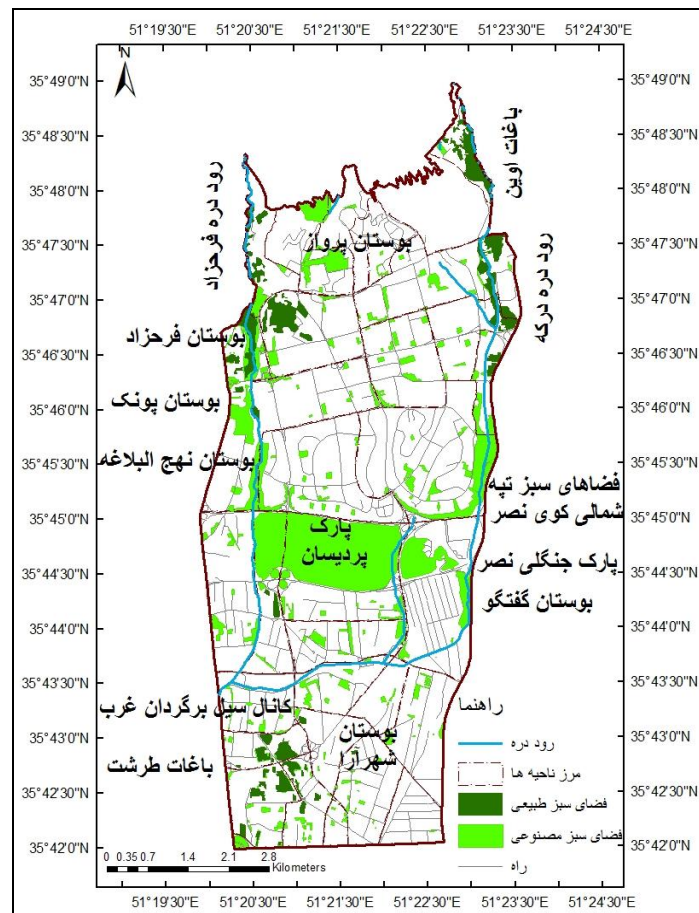 51°19'30"E 51°20'30"E 51°21'30"E 51°22'30"E 51°23'30"E 51°24'30"E
N
35°49'0"N 35°49'0"N
35°48'30"N 35°48'30"N
35°48'0"N 35°48'0"N
35°47'30"N 35°47'30"N
35°47'0"N 35°47'0"N
35°46'30"N 35°46'30"N
35°46'0"N 35°46'0"N
35°45'30"N 35°45'30"N
35°45'0"N 35°45'0"N
35°44'30"N 35°44'30"N
35°44'0"N 35°44'0"N
35°43'30"N 35°43'30"N
35°43'0"N 35°43'0"N
35°42'30"N 35°42'30"N
35°42'0"N 35°42'0"N
باغات اوین
رود دره فرحزاد
بوستان پرواز
رود دره درکه
بوستان فرحزاد
بوستان پونک
بوستان نهج البلاغه
فضاهای سبز تپه
شمالی کوی نصر
پارک
پردیسان
پارک جنگلی نصر
بوستان گفتگو
کانال سیل برگردان غرب
بوستان
شهرآرا
باغات طرشت
راهنما
رود دره
مرز ناحیه ها
فضای سبز طبیعی
فضای سبز مصنوعی
راه
0 0.35 0.7 1.4 2.1 2.8
Kilometers
51°19'30"E 51°20'30"E 51°21'30"E 51°22'30"E 51°23'30"E 51°24'30"E